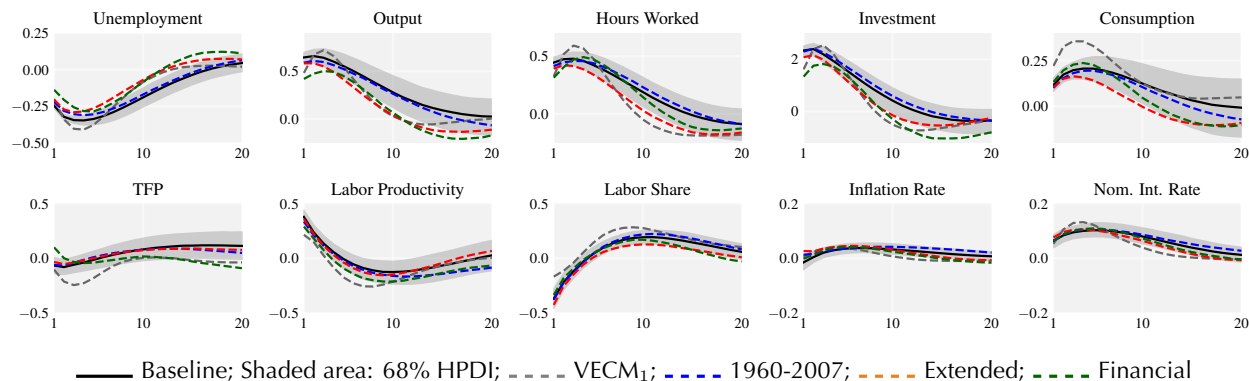 Unemployment Output Hours Worked Investment Consumption
0.25
0.00
−0.25
−0.50
1 10 20
0.5
0.0
1 10 20
0.5
0.0
1 10 20
2
0
1 10 20
0.25
0.00
1 10 20
TFP Labor Productivity Labor Share Inflation Rate Nom. Int. Rate
0.5
0.0
−0.5
1 10 20
0.5
0.0
−0.5
1 10 20
0.5
0.0
−0.5
1 10 20
0.2
0.0
−0.2
1 10 20
0.2
0.0
−0.2
1 10 20
Baseline; Shaded area: 68% HPDI; VECM₁; 1960-2007; Extended; Financial